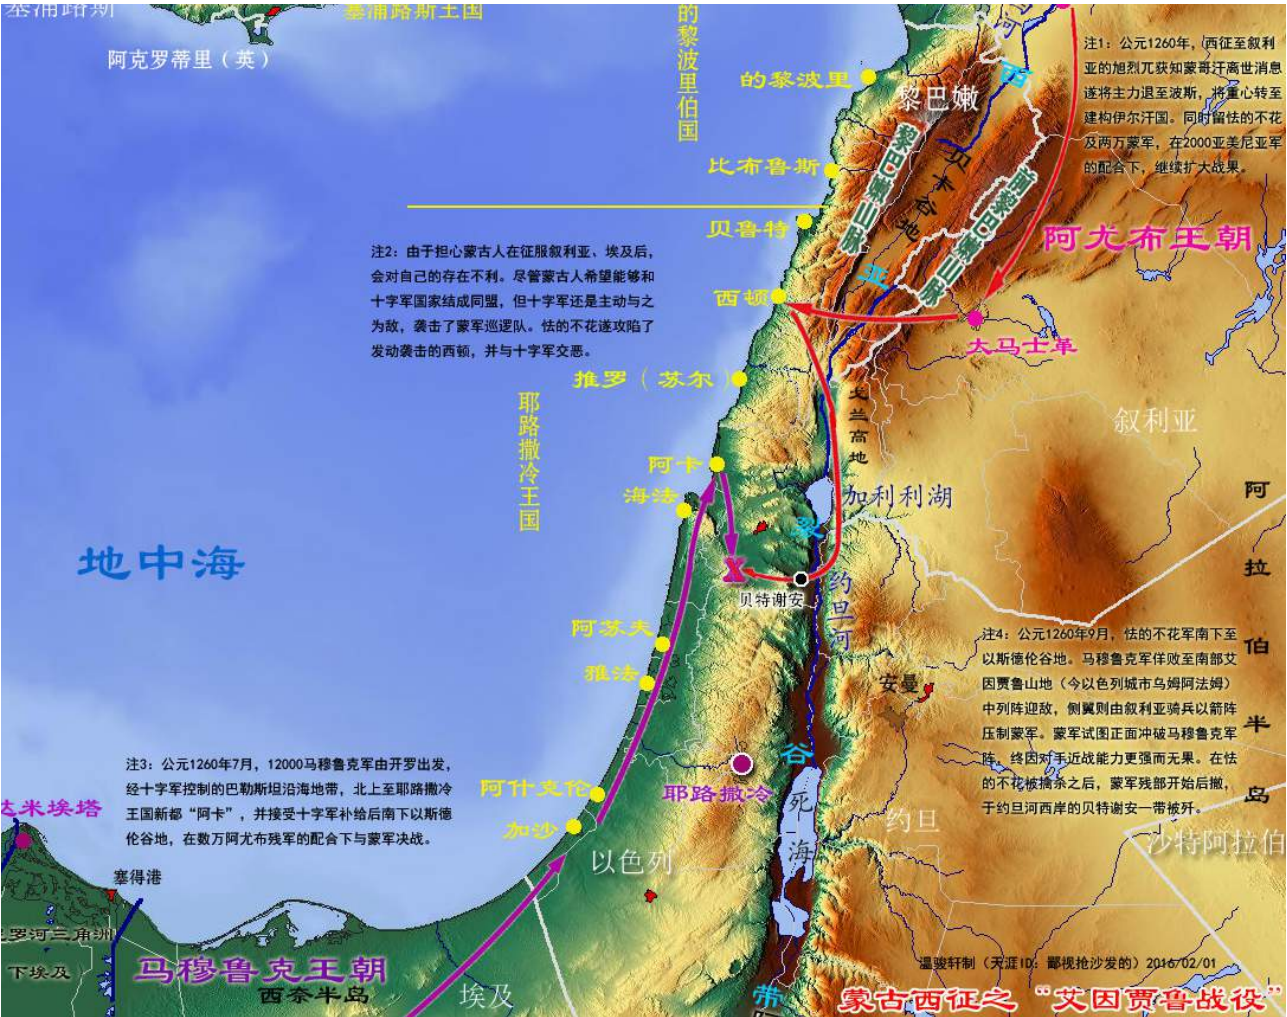 塞浦路斯
塞浦路斯王国
阿克罗蒂里（英）
的黎波里伯国
的黎波里
黎巴嫩
西
河
注1：公元1260年，西征至叙利
亚的旭烈兀获知蒙哥汗离世消息
遂将主力退至波斯，将重心转至
建构伊尔汗国。同时留怯的不花
及两万蒙军，在2000亚美尼亚军
的配合下，继续扩大战果。
比布鲁斯
黎巴嫩山脉
贝卡谷地
前黎巴嫩山脉
贝鲁特
阿尤布王朝
注2：由于担心蒙古人在征服叙利亚、埃及后，
会对自己的存在不利。尽管蒙古人希望能够和
十字军国家结成同盟，但十字军还是主动与之
为敌，袭击了蒙军巡逻队。怯的不花遂攻陷了
发动袭击的西顿，并与十字军交恶。
西顿
亚
大马士革
推罗（苏尔）
耶路撒冷王国
戈兰高地
叙利亚
阿卡
海法
加利利湖
裂
阿拉伯半岛
地中海
贝特谢安
约旦河
阿苏夫
雅法
安曼
注4：公元1260年9月，怯的不花军南下至
以斯德伦谷地。马穆鲁克军佯败至南部艾
因贾鲁山地（今以色列城市乌姆阿法姆）
中列阵迎敌，侧翼则由叙利亚骑兵以箭阵
压制蒙军。蒙军试图正面冲破马穆鲁克军
阵，终因对手近战能力更强而无果。在怯
的不花被擒杀之后，蒙军残部开始后撤，
于约旦河西岸的贝特谢安一带被歼。
注3：公元1260年7月，12000马穆鲁克军由开罗出发，
经十字军控制的巴勒斯坦沿海地带，北上至耶路撒冷
王国新都“阿卡”，并接受十字军补给后南下以斯德
伦谷地，在数万阿尤布残军的配合下与蒙军决战。
谷
耶路撒冷
阿什克伦
加沙
死海
约旦
沙特阿拉伯
达米埃塔
以色列
塞得港
罗河三角洲
下埃及
马穆鲁克王朝
西奈半岛
埃及
带
温骏轩制（天涯ID：鄙视抢沙发的）2016/02/01
蒙古西征之“艾因贾鲁战役”